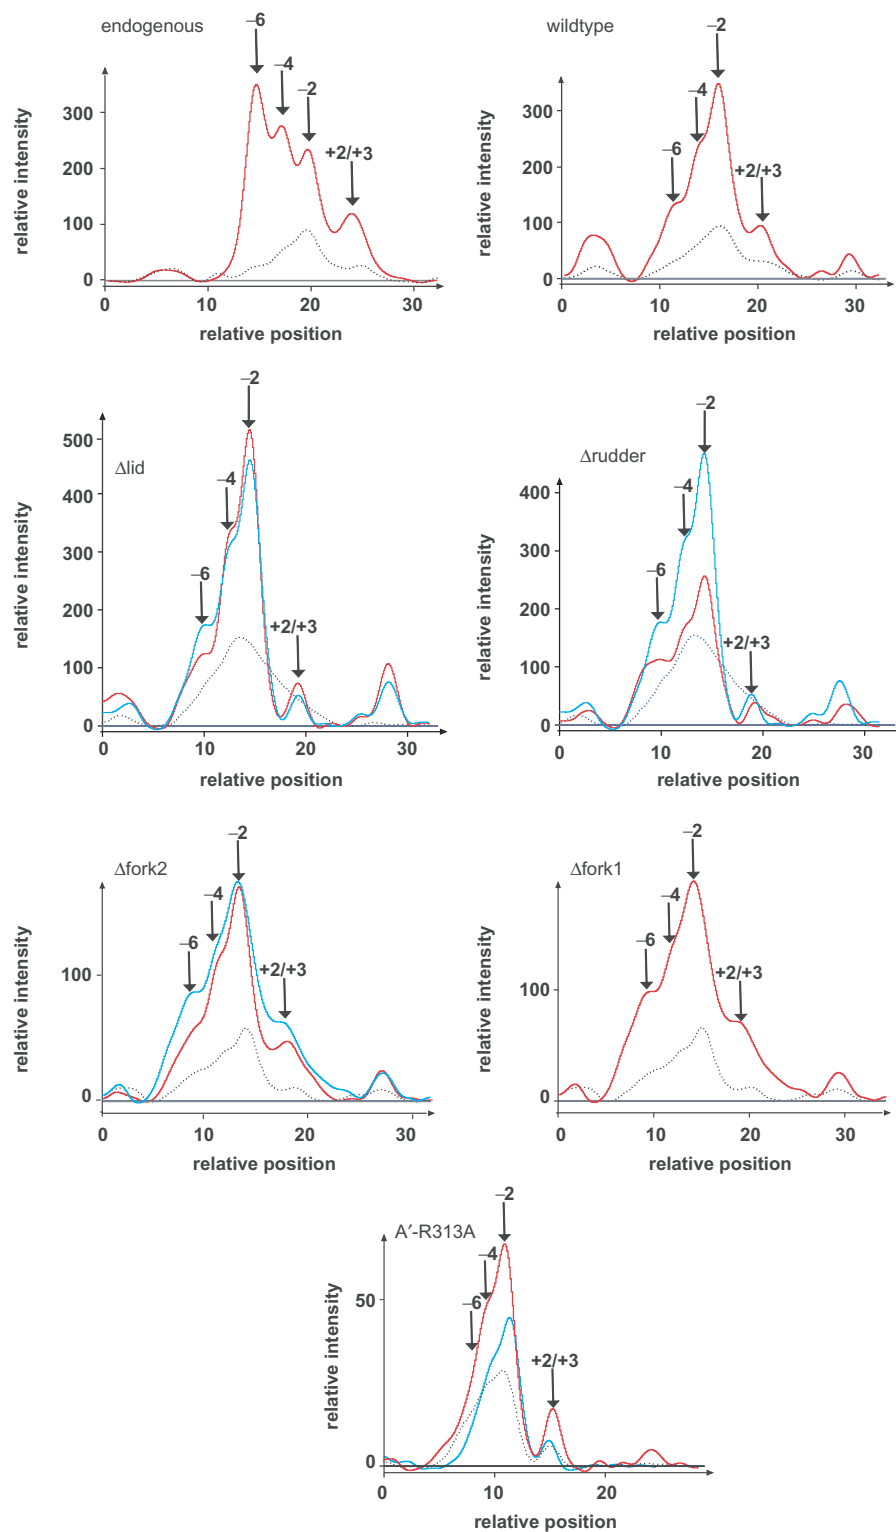 endogenous
–6
–4
–2
+2/+3
relative intensity
300
200
100
0
0 10 20 30
relative position
wildtype
–2
–4
–6
+2/+3
relative intensity
300
200
100
0
0 10 20 30
relative position
Δlid
–2
–4
–6
+2/+3
relative intensity
500
400
300
200
100
0
0 10 20 30
relative position
Δrudder
–2
–4
–6
+2/+3
relative intensity
400
300
200
100
0
0 10 20 30
relative position
Δfork2
–2
–4
–6
+2/+3
relative intensity
100
0
0 10 20 30
relative position
Δfork1
–2
–4
–6
+2/+3
relative intensity
100
0
0 10 20 30
relative position
A′-R313A
–2
–4
–6
+2/+3
relative intensity
50
0
0 10 20
relative position